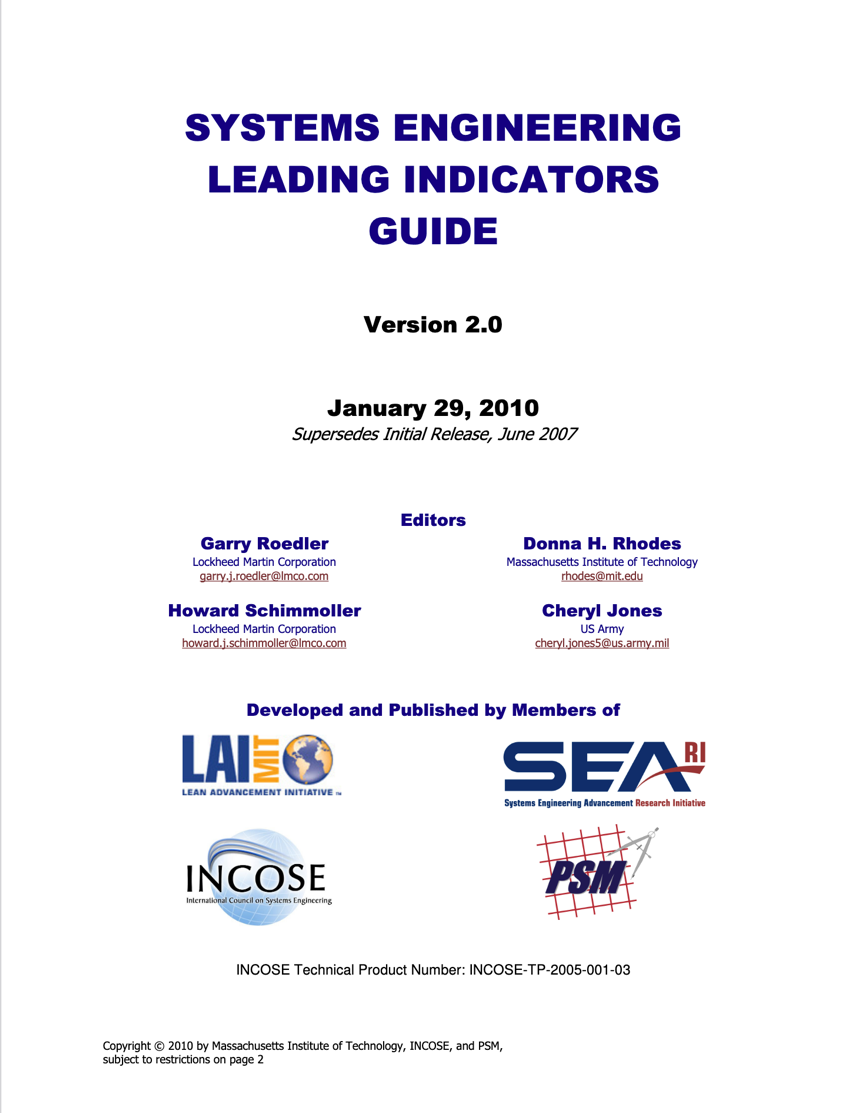 SYSTEMS ENGINEERING
LEADING INDICATORS
GUIDE
Version 2.0
January 29, 2010
Supersedes Initial Release, June 2007
Editors
Garry Roedler
Lockheed Martin Corporation
garry.j.roedler@lmco.com
Donna H. Rhodes
Massachusetts Institute of Technology
rhodes@mit.edu
Howard Schimmoller
Lockheed Martin Corporation
howard.j.schimmoller@lmco.com
Cheryl Jones
US Army
cheryl.jones5@us.army.mil
Developed and Published by Members of
LAI MIT
LEAN ADVANCEMENT INITIATIVE ™
SEARI
Systems Engineering Advancement Research Initiative
INCOSE
International Council on Systems Engineering
PSM
INCOSE Technical Product Number: INCOSE-TP-2005-001-03
Copyright © 2010 by Massachusetts Institute of Technology, INCOSE, and PSM,
subject to restrictions on page 2